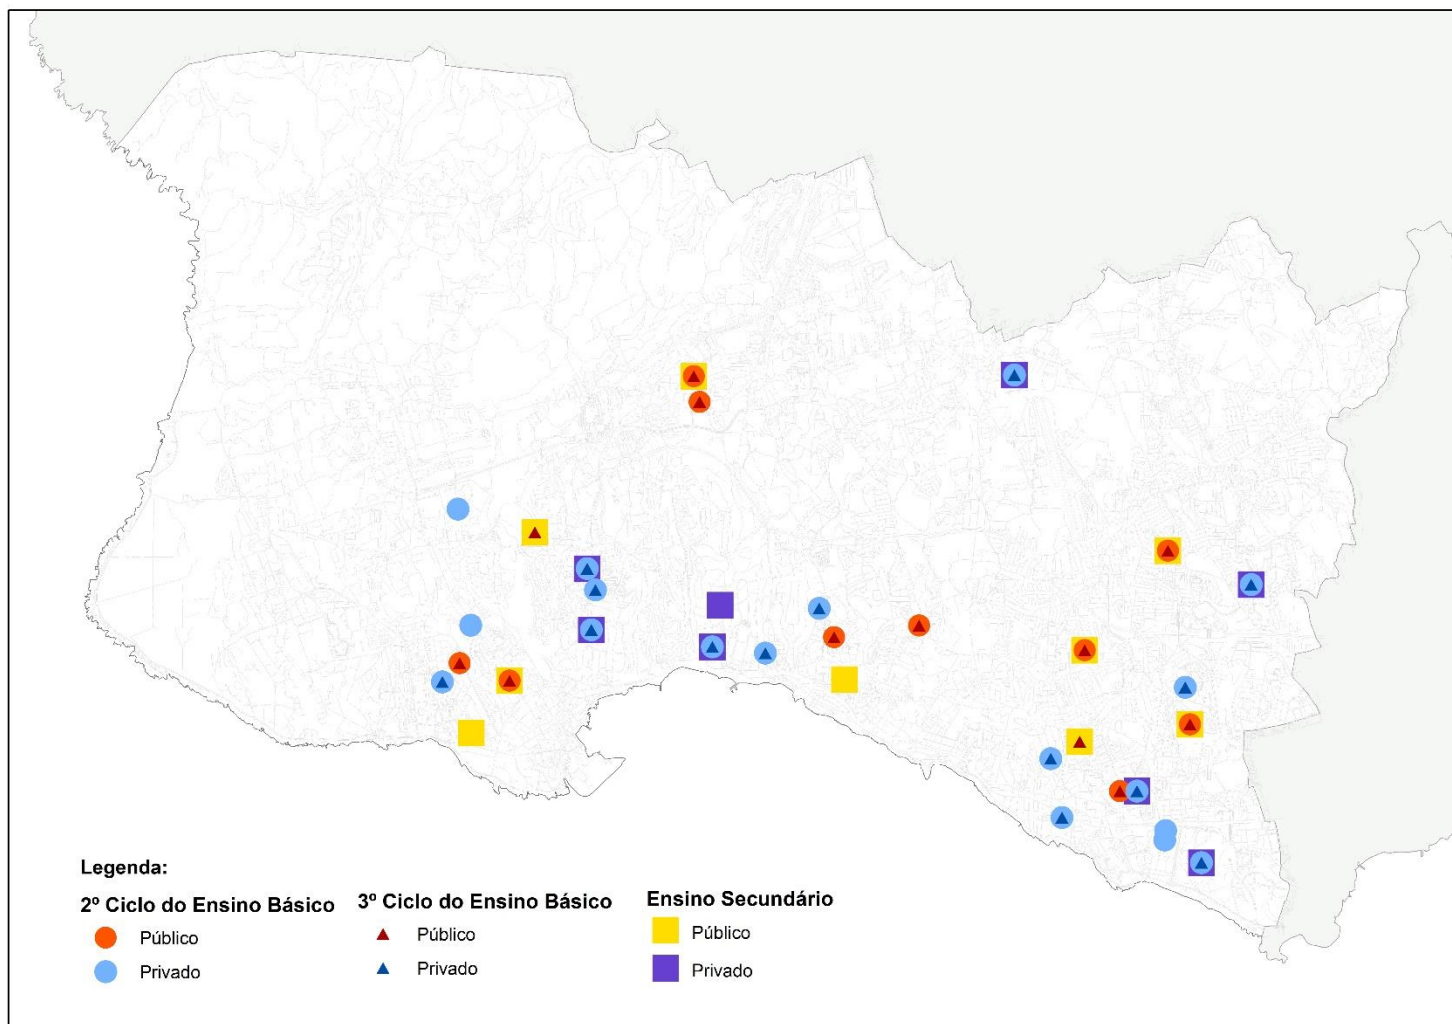 Legenda:
2º Ciclo do Ensino Básico
Público
Privado
3º Ciclo do Ensino Básico
Público
Privado
Ensino Secundário
Público
Privado